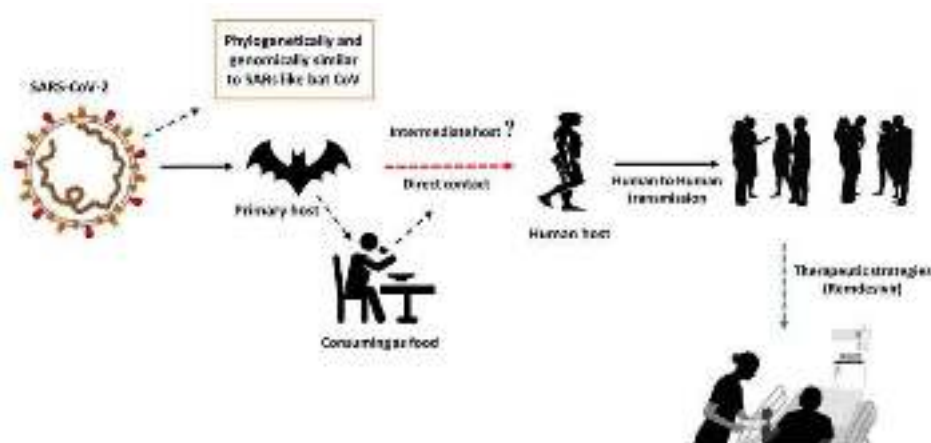 Phylogenetically and
genomically similar
to SARs like bat CoV
SARS-CoV-2
Intermediate host ?
Direct contact
Primary host
Human to Human
transmission
Human host
Consuming as food
Therapeutic strategies
(Remdesivir)